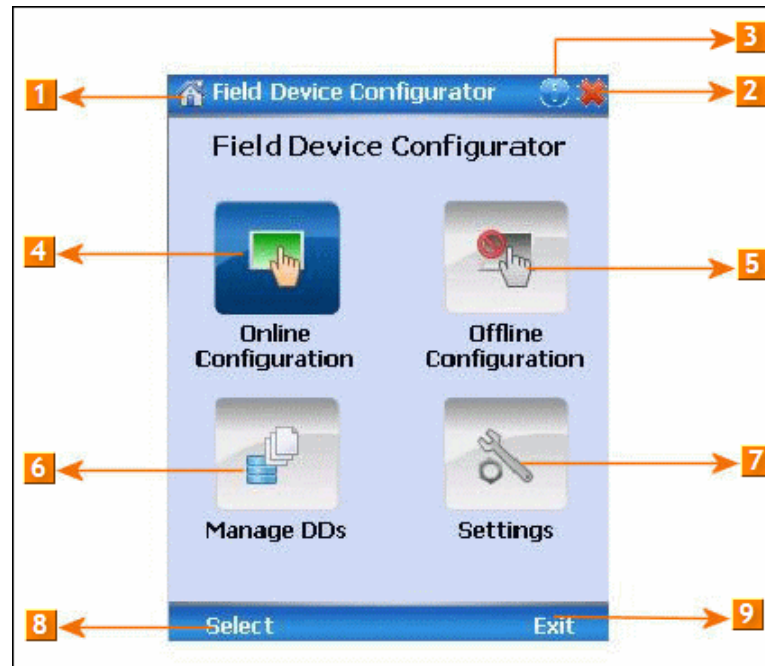 3
1
Field Device Configurator
2
Field Device Configurator
4
5
Online
Configuration
Offline
Configuration
6
7
Manage DDs
Settings
8
Select
Exit
9